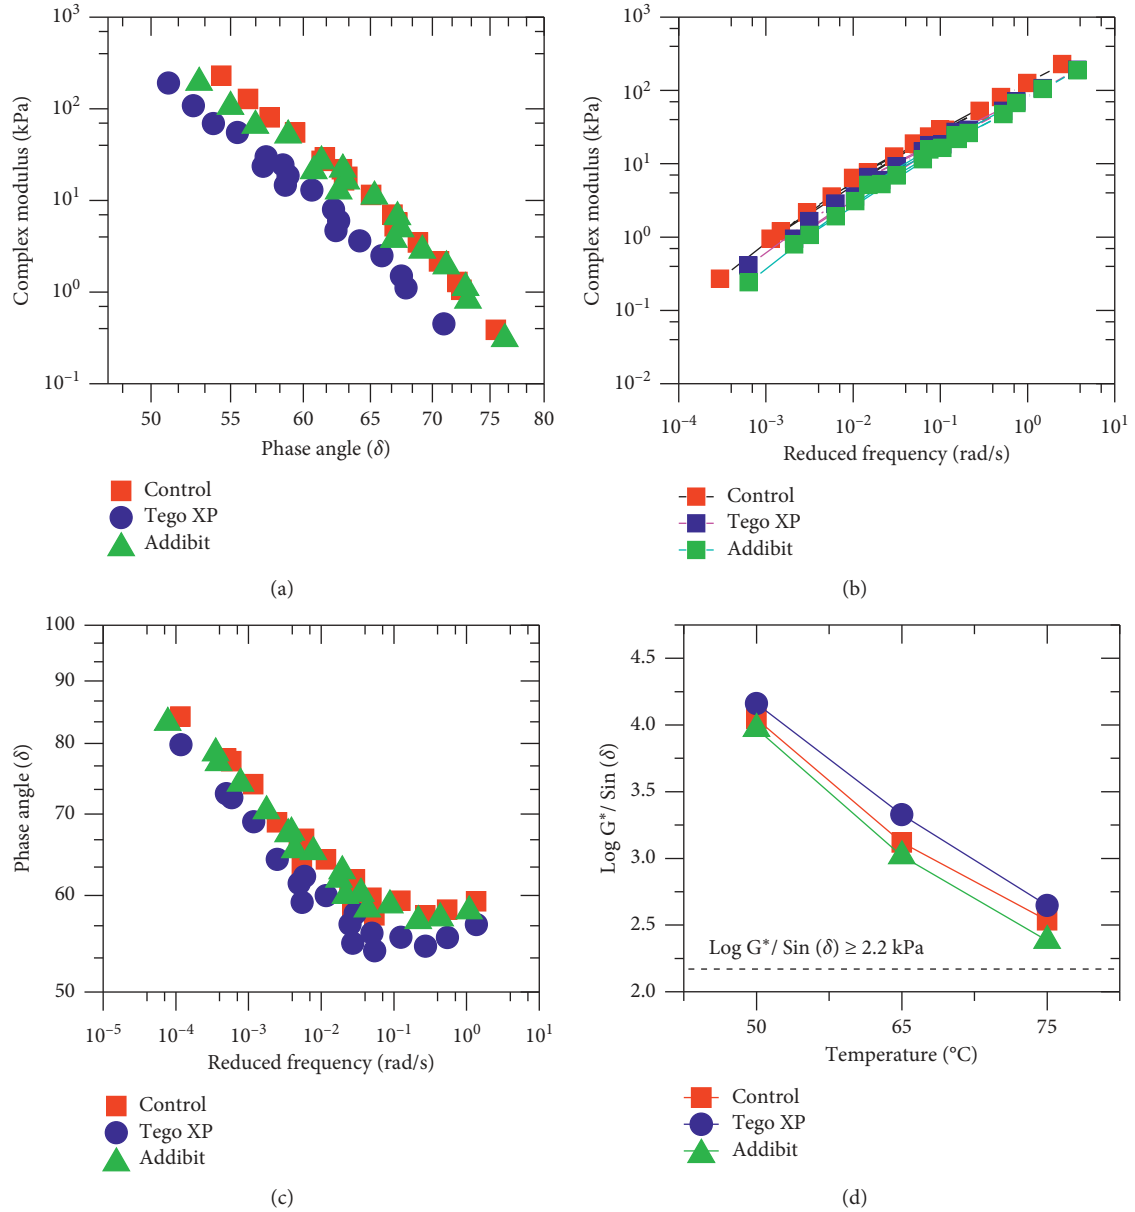 10³
10²
10¹
10⁰
10⁻¹
Complex modulus (kPa)
50 55 60 65 70 75 80
Phase angle (δ)
Control
Tego XP
Addibit
(a)
10³
10²
10¹
10⁰
10⁻¹
10⁻²
Complex modulus (kPa)
10⁻⁴ 10⁻³ 10⁻² 10⁻¹ 10⁰ 10¹
Reduced frequency (rad/s)
Control
Tego XP
Addibit
(b)
100
90
80
70
60
50
Phase angle (δ)
10⁻⁵ 10⁻⁴ 10⁻³ 10⁻² 10⁻¹ 10⁰ 10¹
Reduced frequency (rad/s)
Control
Tego XP
Addibit
(c)
4.5
4.0
3.5
3.0
2.5
2.0
Log G*/ Sin (δ)
Log G*/ Sin (δ) ≥ 2.2 kPa
50 65 75
Temperature (°C)
Control
Tego XP
Addibit
(d)